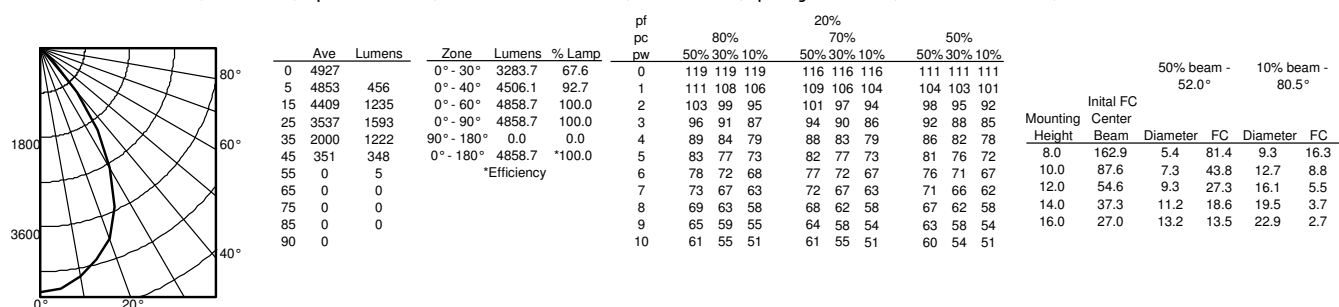 80°
60°
40°
20°
0°
1800
3600
Ave Lumens
0 4927
5 4853 456
15 4409 1235
25 3537 1593
35 2000 1222
45 351 348
55 0 5
65 0 0
75 0 0
85 0 0
90 0
Zone Lumens % Lamp
0° - 30° 3283.7 67.6
0° - 40° 4506.1 92.7
0° - 60° 4858.7 100.0
0° - 90° 4858.7 100.0
90° - 180° 0.0 0.0
0° - 180° 4858.7 *100.0
*Efficiency
pf 20%
pc 80% 70% 50%
pw 50% 30% 10% 50% 30% 10% 50% 30% 10%
0 119 119 119 116 116 116 111 111 111
1 111 108 106 109 106 104 104 103 101
2 103 99 95 101 97 94 98 95 92
3 96 91 87 94 90 86 92 88 85
4 89 84 79 88 83 79 86 82 78
5 83 77 73 82 77 73 81 76 72
6 78 72 68 77 72 67 76 71 67
7 73 67 63 72 67 63 71 66 62
8 69 63 58 68 62 58 67 62 58
9 65 59 55 64 58 54 63 58 54
10 61 55 51 61 55 51 60 54 51
50% beam - 10% beam -
52.0° 80.5°
Inital FC
Mounting Center
Height Beam Diameter FC Diameter FC
8.0 162.9 5.4 81.4 9.3 16.3
10.0 87.6 7.3 43.8 12.7 8.8
12.0 54.6 9.3 27.3 16.1 5.5
14.0 37.3 11.2 18.6 19.5 3.7
16.0 27.0 13.2 13.5 22.9 2.7